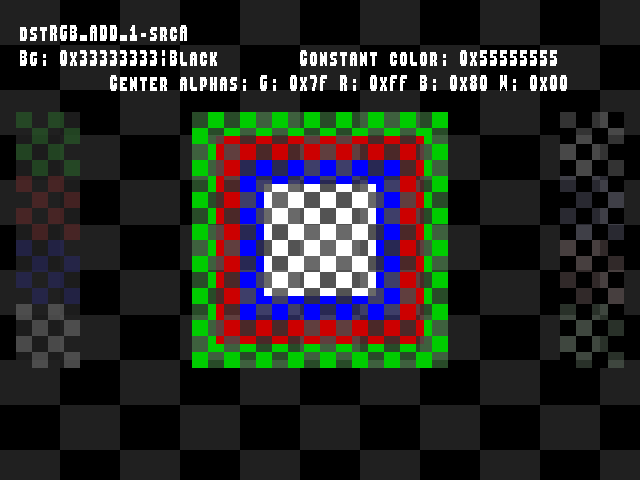 dstRGB_ADD_1-srcA
Bg: 0x33333333;Black Constant color: 0x55555555
Center alphas: G: 0x7f R: 0xff B: 0x80 W: 0x00